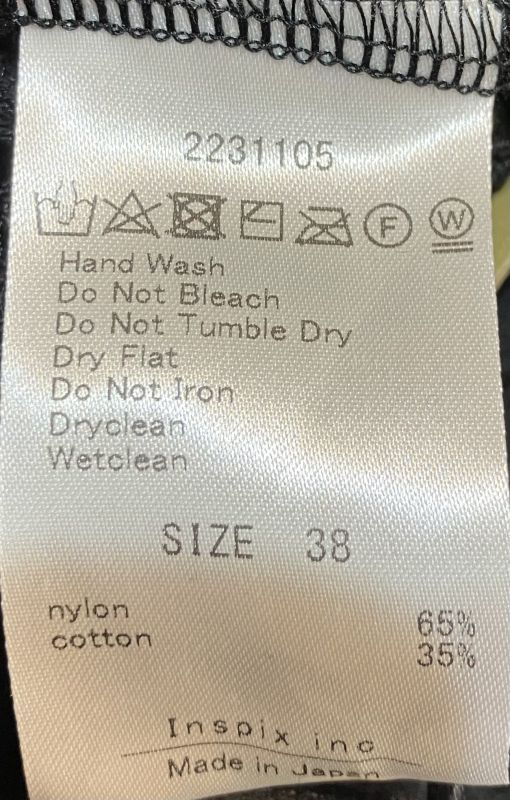 2231105
F W
Hand Wash
Do Not Bleach
Do Not Tumble Dry
Dry Flat
Do Not Iron
Dryclean
Wetclean
SIZE 38
nylon 65%
cotton 35%
Inspix inc
Made in Japan